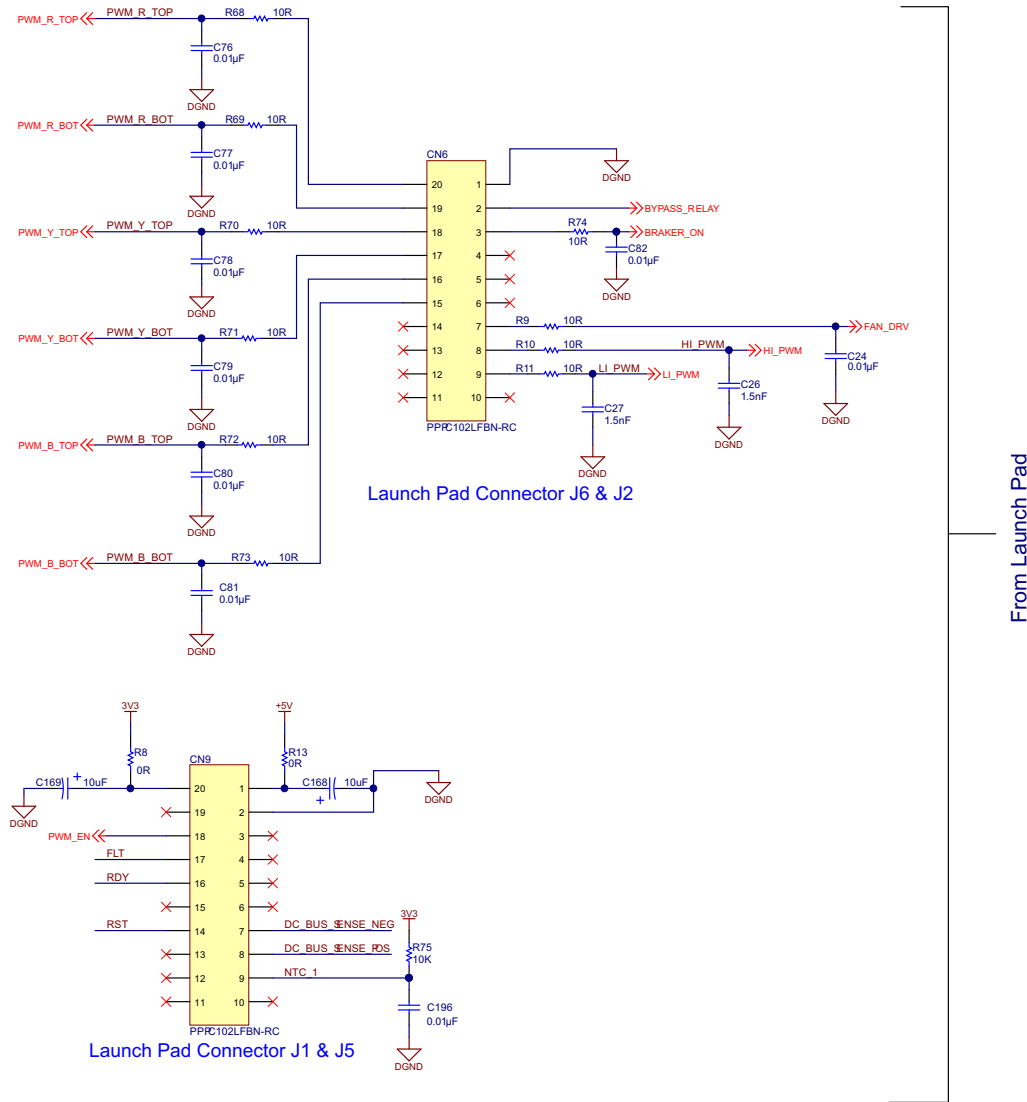 PWM_R_TOP PWM_R_TOP R68 10R
C76
0.01µF
DGND
PWM_R_BOT PWM_R_BOT R69 10R
C77
0.01µF
DGND
PWM_Y_TOP PWM_Y_TOP R70 10R
C78
0.01µF
DGND
PWM_Y_BOT PWM_Y_BOT R71 10R
C79
0.01µF
DGND
PWM_B_TOP PWM_B_TOP R72 10R
C80
0.01µF
DGND
PWM_B_BOT PWM_B_BOT R73 10R
C81
0.01µF
DGND
CN6
20 1
19 2
18 3
17 4
16 5
15 6
14 7
13 8
12 9
11 10
PPPC102LFBN-RC
DGND
BYPASS_RELAY
R74
10R
BRAKER_ON
C82
0.01µF
DGND
R9 10R FAN_DRV
C24
0.01µF
DGND
R10 10R HI_PWM HI_PWM
C26
1.5nF
DGND
R11 10R LI_PWM LI_PWM
C27
1.5nF
DGND
Launch Pad Connector J6 & J2
From Launch Pad
3V3
R8
0R
C169 + 10uF
DGND
+5V
R13
0R
C168 + 10uF
DGND
CN9
20 1
19 2
18 3
17 4
16 5
15 6
14 7
13 8
12 9
11 10
PPPC102LFBN-RC
PWM_EN
FLT
RDY
RST
DC_BUS_SENSE_NEG
DC_BUS_SENSE_POS
NTC_1
3V3
R75
10K
C196
0.01µF
DGND
Launch Pad Connector J1 & J5